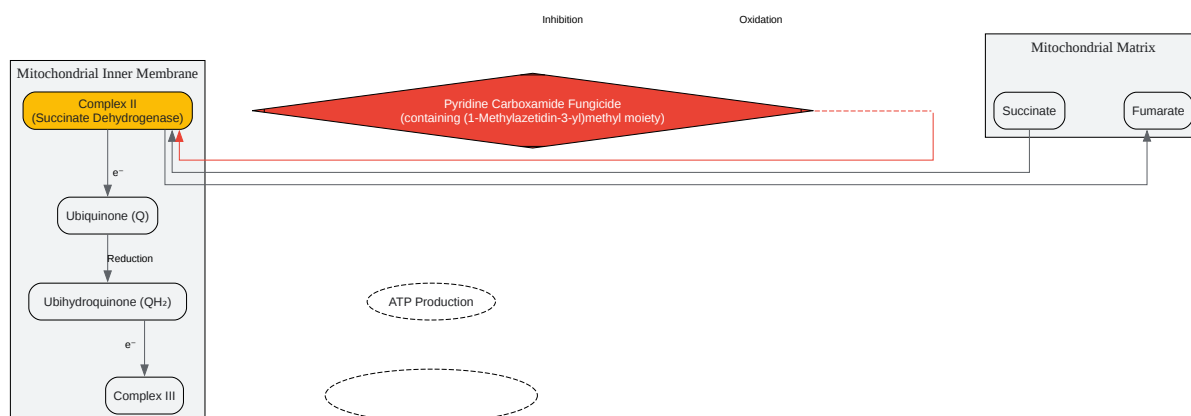 Inhibition
Oxidation
Mitochondrial Inner Membrane
Complex II
(Succinate Dehydrogenase)
Pyridine Carboxamide Fungicide
(containing (1-Methylazetidin-3-yl)methyl moiety)
Mitochondrial Matrix
Succinate
Fumarate
e⁻
Ubiquinone (Q)
Reduction
Ubihydroquinone (QH₂)
ATP Production
e⁻
Complex III